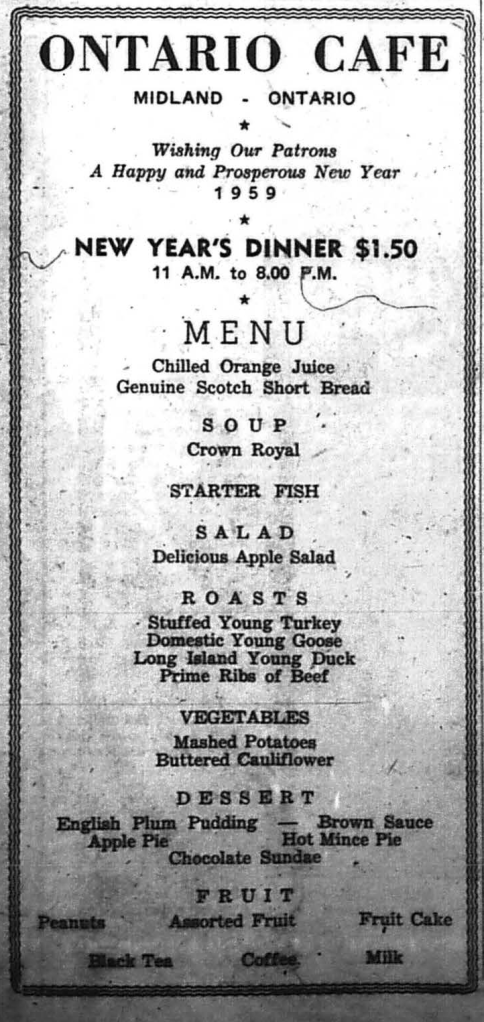 ONTARIO CAFE
MIDLAND - ONTARIO
★
Wishing Our Patrons
A Happy and Prosperous New Year
1959
★
NEW YEAR'S DINNER $1.50
11 A.M. to 8.00 P.M.
★
MENU
Chilled Orange Juice
Genuine Scotch Short Bread
SOUP
Crown Royal
STARTER FISH
SALAD
Delicious Apple Salad
ROASTS
Stuffed Young Turkey
Domestic Young Goose
Long Island Young Duck
Prime Ribs of Beef
VEGETABLES
Mashed Potatoes
Buttered Cauliflower
DESSERT
English Plum Pudding — Brown Sauce
Apple Pie Hot Mince Pie
Chocolate Sundae
FRUIT
Peanuts Assorted Fruit Fruit Cake
Black Tea Coffee Milk